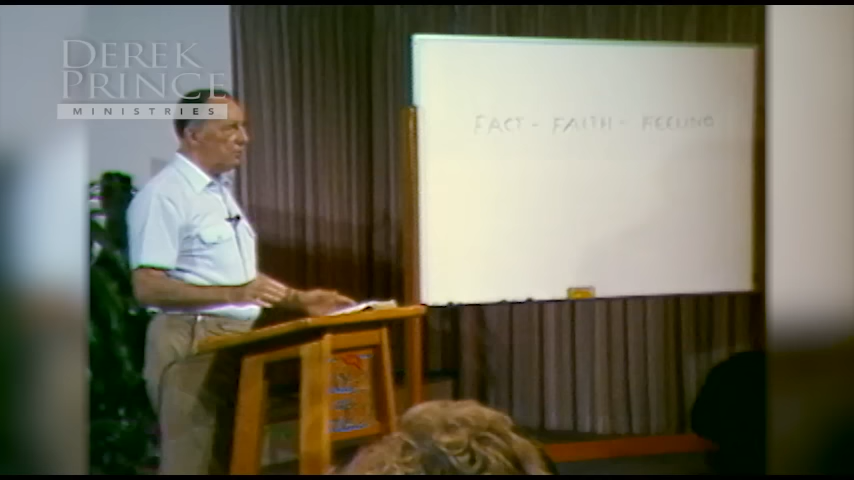 DEREK
PRINCE
MINISTRIES
FACT - FAITH - FEELING